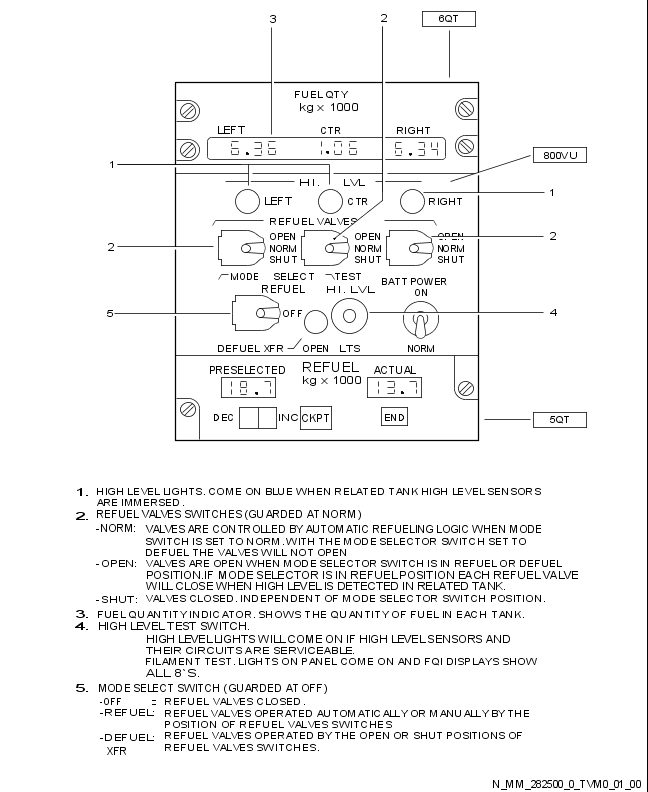 3
2
6QT
FUEL QTY
kg x 1000
LEFT CTR RIGHT
6.36 1.06 6.34
800VU
1
HI. LVL
LEFT CTR RIGHT
1
REFUEL VALVES
OPEN OPEN OPEN
2 NORM NORM NORM 2
SHUT SHUT SHUT
MODE SELECT TEST
REFUEL HI. LVL BATT POWER
ON
5 OFF 4
DEFUEL XFR OPEN LTS NORM
PRESELECTED REFUEL ACTUAL
kg x 1000
18.7 13.7
DEC INC CKPT END
5QT
1. HIGH LEVEL LIGHTS. COME ON BLUE WHEN RELATED TANK HIGH LEVEL SENSORS
ARE IMMERSED.
2. REFUEL VALVES SWITCHES (GUARDED AT NORM)
-NORM: VALVES ARE CONTROLLED BY AUTOMATIC REFUELING LOGIC WHEN MODE
SWITCH IS SET TO NORM. WITH THE MODE SELECTOR SWITCH SET TO
DEFUEL THE VALVES WILL NOT OPEN
-OPEN: VALVES ARE OPEN WHEN MODE SELECTOR SWITCH IS IN REFUEL OR DEFUEL
POSITION.IF MODE SELECTOR IS IN REFUEL POSITION EACH REFUEL VALVE
WILL CLOSE WHEN HIGH LEVEL IS DETECTED IN RELATED TANK.
-SHUT: VALVES CLOSED. INDEPENDENT OF MODE SELECTOR SWITCH POSITION.
3. FUEL QUANTITY INDICATOR. SHOWS THE QUANTITY OF FUEL IN EACH TANK.
4. HIGH LEVEL TEST SWITCH.
HIGH LEVEL LIGHTS WILL COME ON IF HIGH LEVEL SENSORS AND
THEIR CIRCUITS ARE SERVICEABLE.
FILAMENT TEST. LIGHTS ON PANEL COME ON AND FQI DISPLAYS SHOW
ALL 8`S.
5. MODE SELECT SWITCH (GUARDED AT OFF)
-OFF : REFUEL VALVES CLOSED.
-REFUEL: REFUEL VALVES OPERATED AUTOMATICALLY OR MANUALLY BY THE
POSITION OF REFUEL VALVES SWITCHES
-DEFUEL: REFUEL VALVES OPERATED BY THE OPEN OR SHUT POSITIONS OF
XFR REFUEL VALVES SWITCHES.
N_MM_282500_0_TVM0_01_00